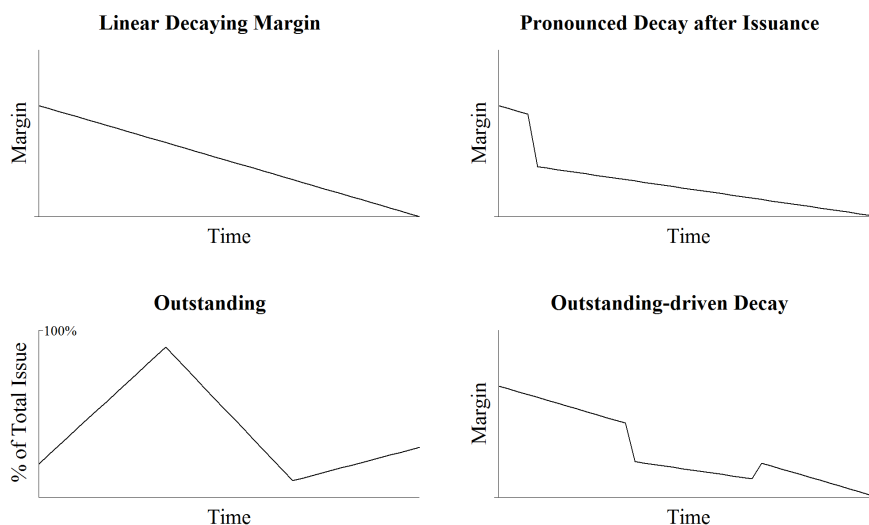 Linear Decaying Margin
Pronounced Decay after Issuance
Margin
Time
Margin
Time
Outstanding
Outstanding-driven Decay
100%
% of Total Issue
Time
Margin
Time